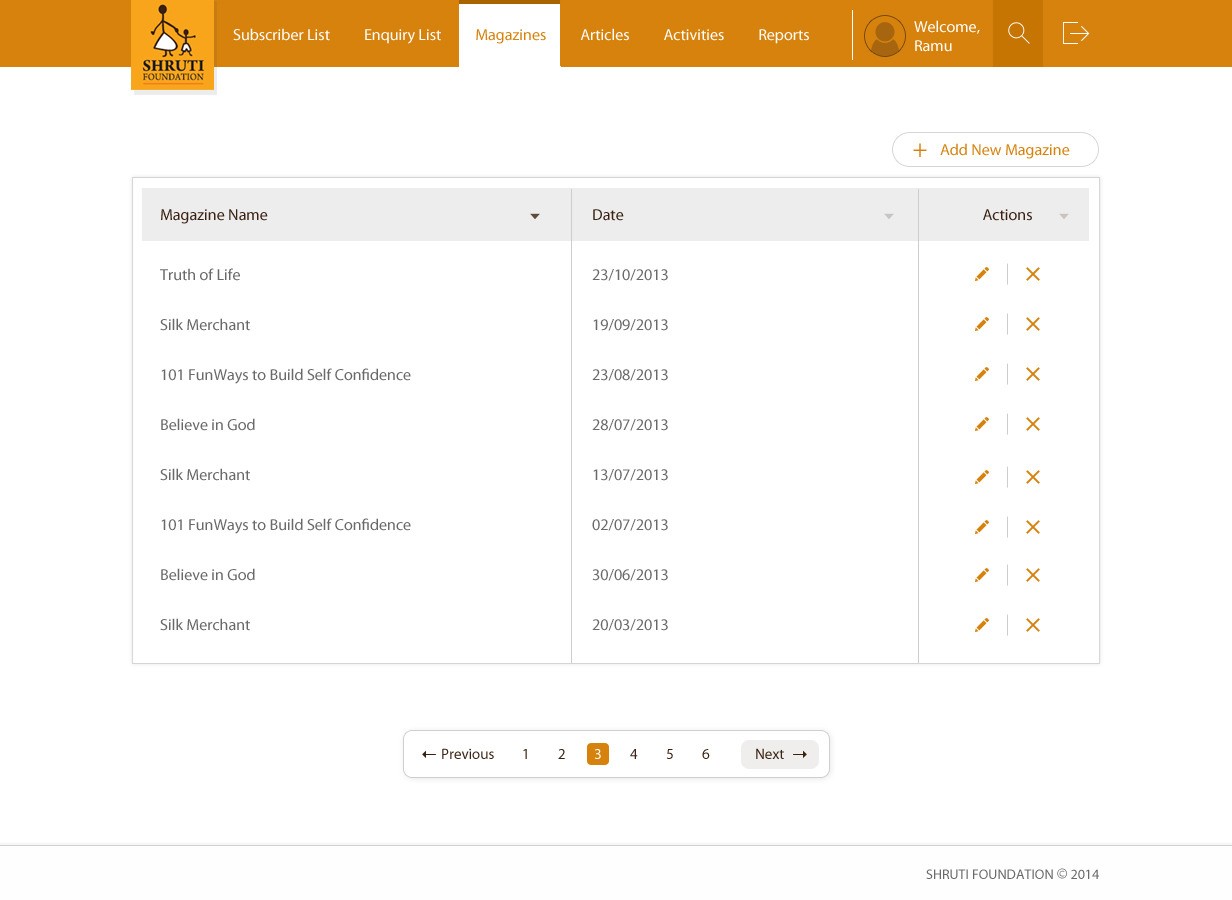 SHRUTI
FOUNDATION
Subscriber List
Enquiry List
Magazines
Articles
Activities
Reports
Welcome,
Ramu
Add New Magazine
Magazine Name Date Actions
Truth of Life 23/10/2013
Silk Merchant 19/09/2013
101 FunWays to Build Self Confidence 23/08/2013
Believe in God 28/07/2013
Silk Merchant 13/07/2013
101 FunWays to Build Self Confidence 02/07/2013
Believe in God 30/06/2013
Silk Merchant 20/03/2013
← Previous 1 2 3 4 5 6 Next →
SHRUTI FOUNDATION © 2014